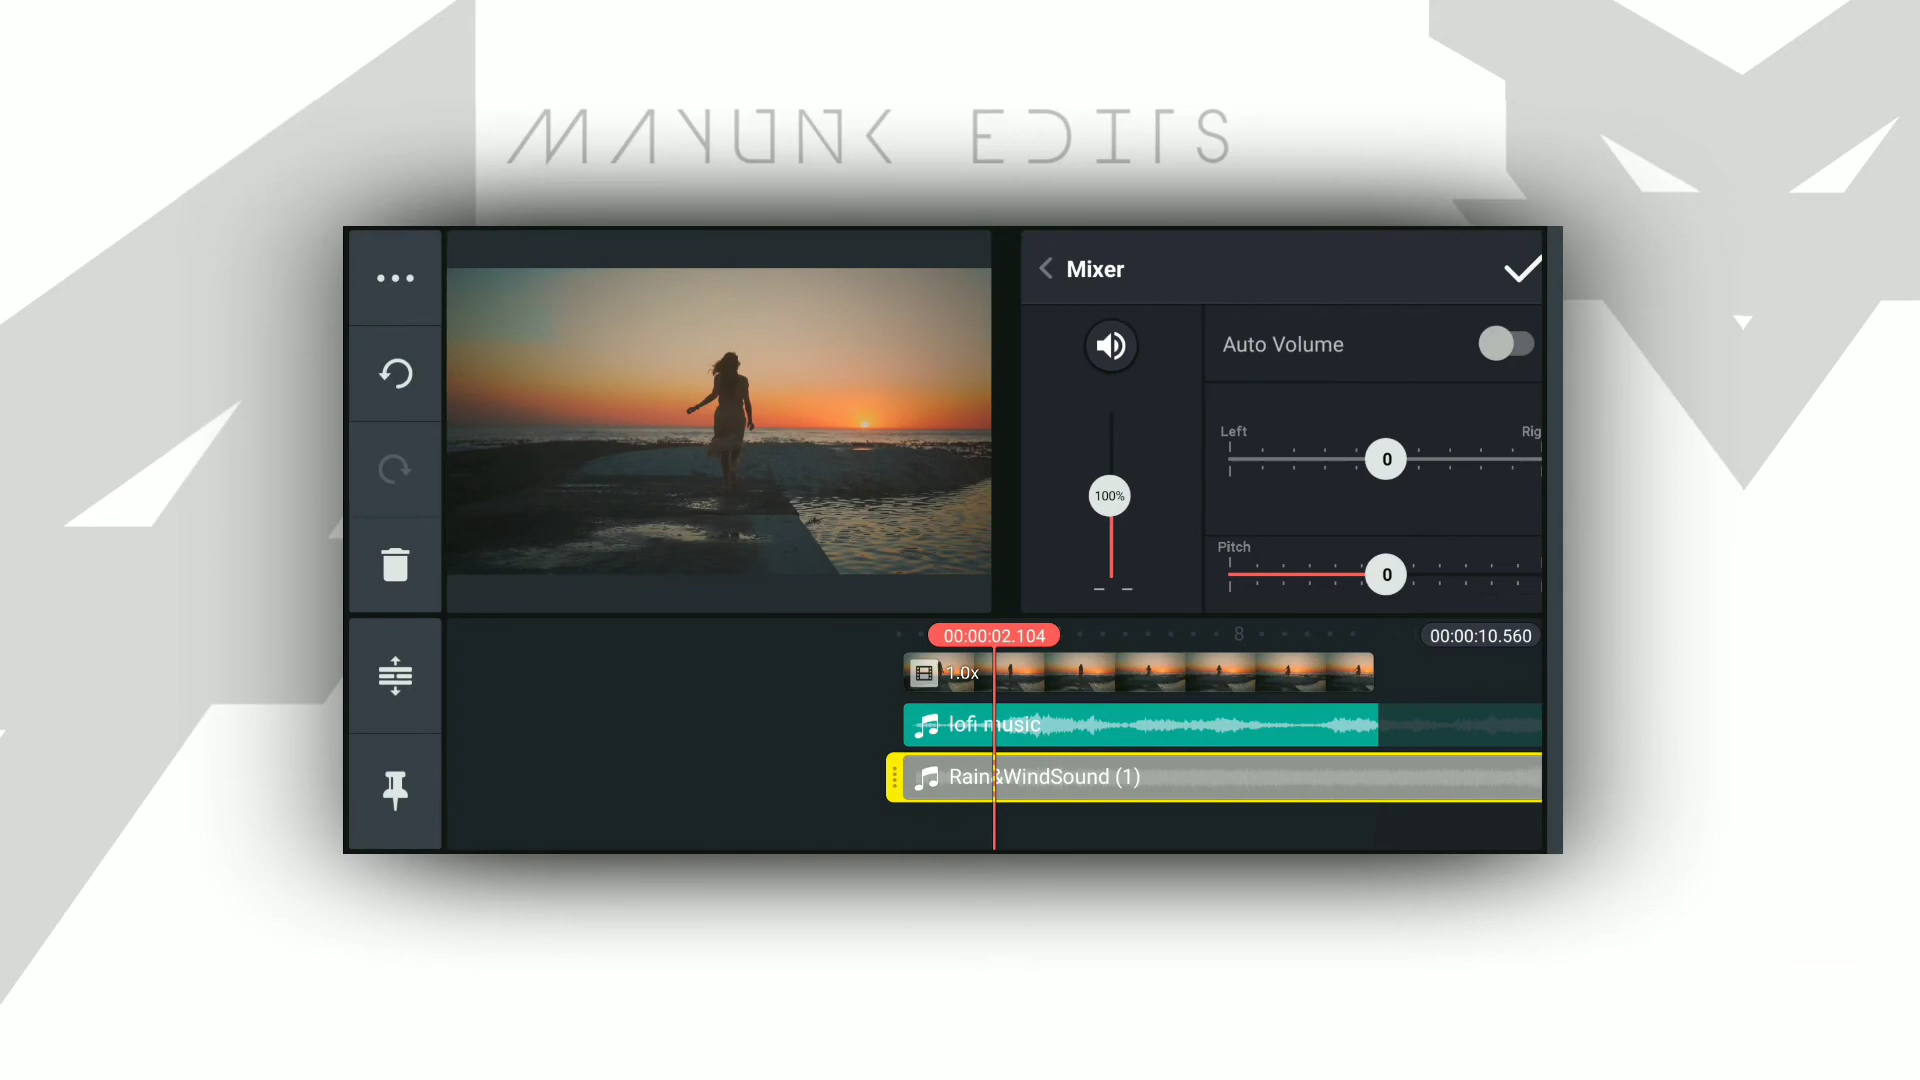 MAYUNK EDITS
Mixer
Auto Volume
Left
Rig
0
100%
Pitch
0
00:00:02.104
8
00:00:10.560
1.0x
lofi music
Rain&WindSound (1)